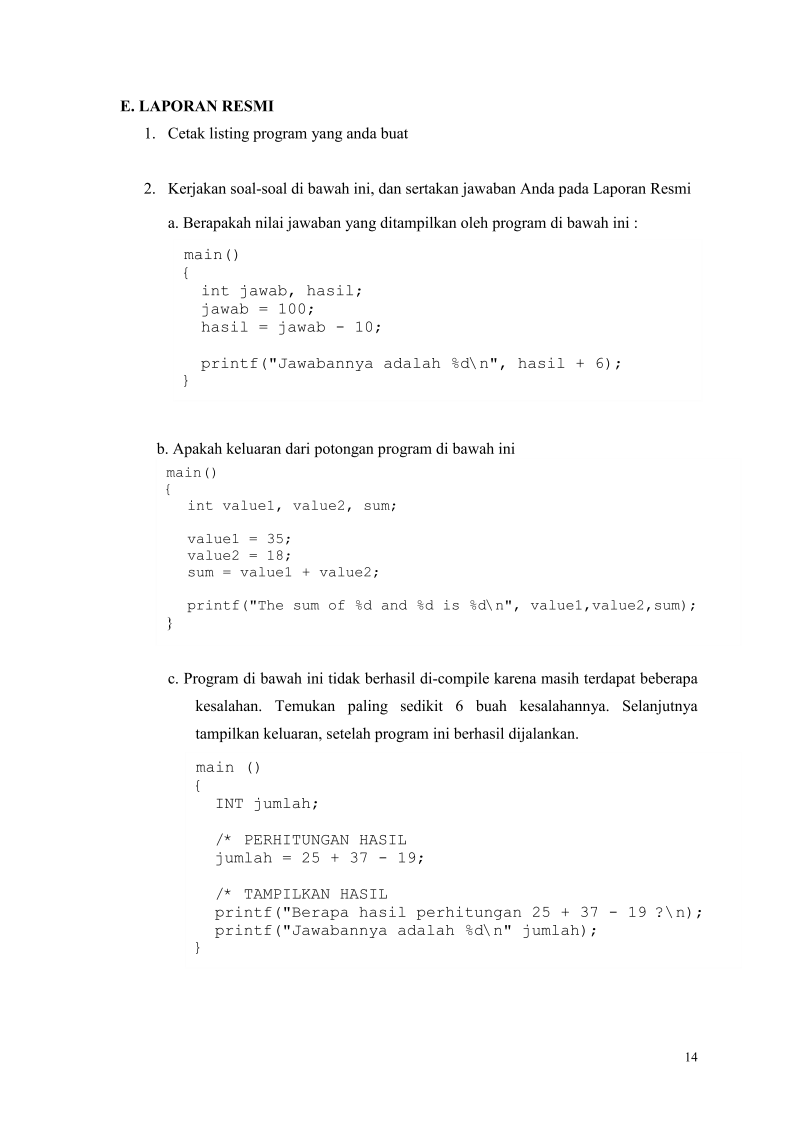 E. LAPORAN RESMI
1. Cetak listing program yang anda buat
2. Kerjakan soal-soal di bawah ini, dan sertakan jawaban Anda pada Laporan Resmi
a. Berapakah nilai jawaban yang ditampilkan oleh program di bawah ini :
main()
{
int jawab, hasil;
jawab = 100;
hasil = jawab - 10;
printf("Jawabannya adalah %d\n", hasil + 6);
}
b. Apakah keluaran dari potongan program di bawah ini
main()
{
int value1, value2, sum;
value1 = 35;
value2 = 18;
sum = value1 + value2;
printf("The sum of %d and %d is %d\n", value1,value2,sum);
}
c. Program di bawah ini tidak berhasil di-compile karena masih terdapat beberapa
kesalahan. Temukan paling sedikit 6 buah kesalahannya. Selanjutnya
tampilkan keluaran, setelah program ini berhasil dijalankan.
main ()
{
INT jumlah;
/* PERHITUNGAN HASIL
jumlah = 25 + 37 - 19;
/* TAMPILKAN HASIL
printf("Berapa hasil perhitungan 25 + 37 - 19 ?\n);
printf("Jawabannya adalah %d\n" jumlah);
}
14